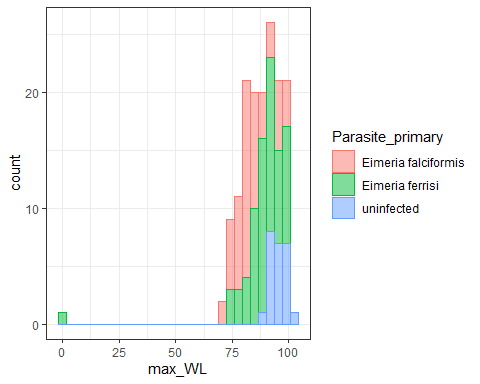 20
10
0
count
0
25
50
75
100
max_WL
Parasite_primary
Eimeria falciformis
Eimeria ferrisi
uninfected